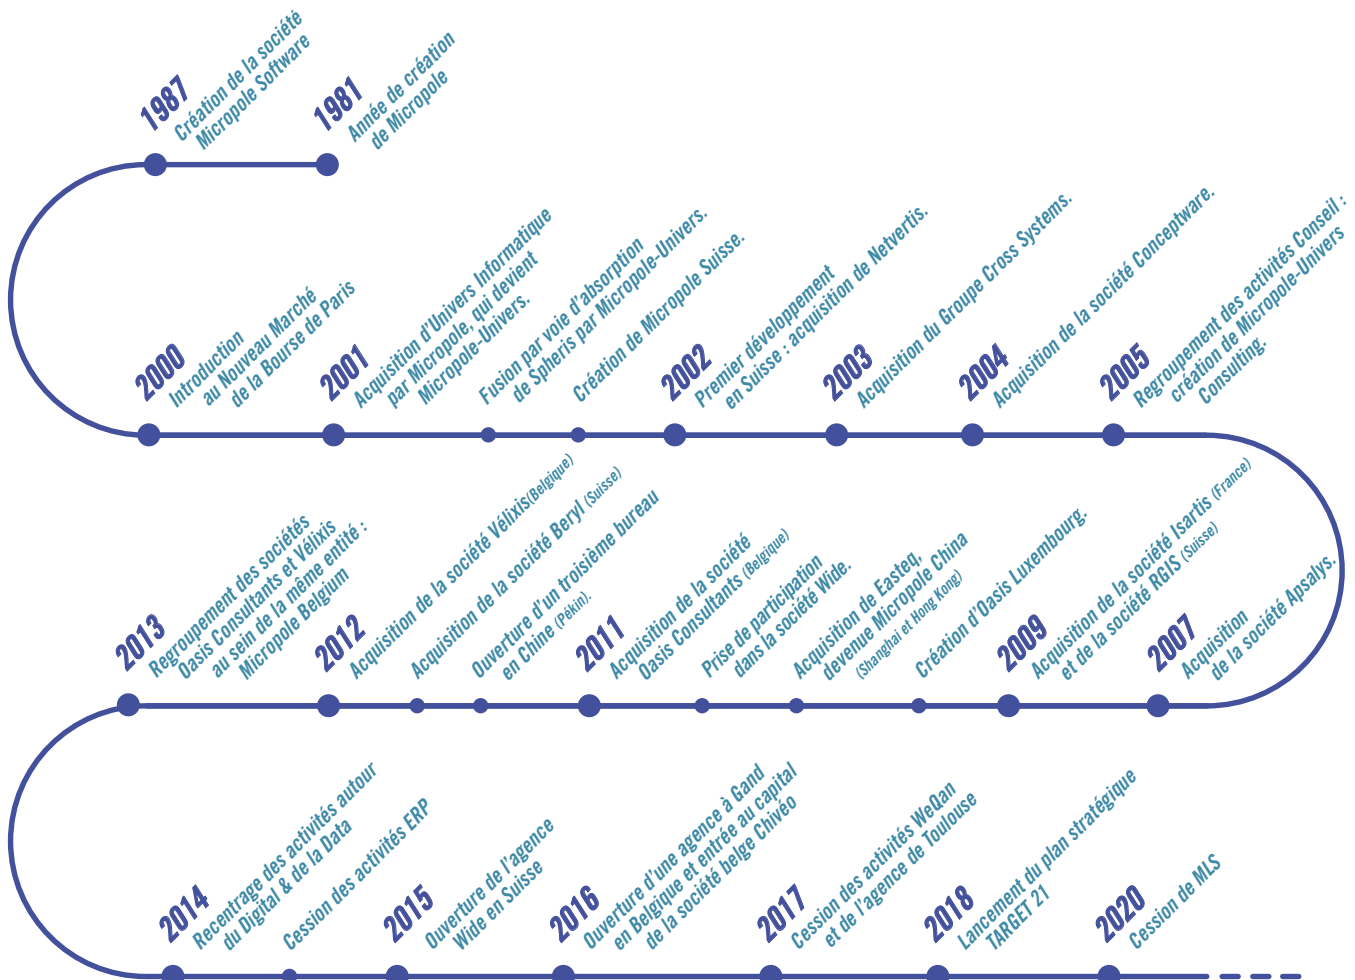 1987
Création de la société
Micropole Software
1981
Année de création
de Micropole
2000
Introduction
au Nouveau Marché
de la Bourse de Paris
2001
Acquisition d'Univers Informatique
par Micropole, qui devient
Micropole-Univers.
Fusion par voie d'absorption
de Spheris par Micropole-Univers.
Création de Micropole Suisse.
2002
Premier développement
en Suisse : acquisition de Netvertis.
2003
Acquisition du Groupe Cross Systems.
2004
Acquisition de la société Conceptware.
2005
Regroupement des activités Conseil :
création de Micropole-Univers
Consulting.
2013
Regroupement des sociétés
Oasis Consultants et Vélixis
au sein de la même entité :
Micropole Belgium
2012
Acquisition de la société Vélixis(Belgique)
Acquisition de la société Beryl (Suisse)
Ouverture d'un troisième bureau
en Chine (Pékin).
2011
Acquisition de la société
Oasis Consultants (Belgique)
Prise de participation
dans la société Wide.
Acquisition de Easteq,
devenue Micropole China
(Shanghai et Hong Kong)
Création d'Oasis Luxembourg.
2009
Acquisition de la société Isartis (France)
et de la société RGIS (Suisse)
2007
Acquisition
de la société Apsalys.
2014
Recentrage des activités autour
du Digital & de la Data
Cession des activités ERP
2015
Ouverture de l'agence
Wide en Suisse
2016
Ouverture d'une agence à Gand
en Belgique et entrée au capital
de la société belge Chivéo
2017
Cession des activités WeQan
et de l'agence de Toulouse
2018
Lancement du plan stratégique
TARGET 21
2020
Cession de MLS